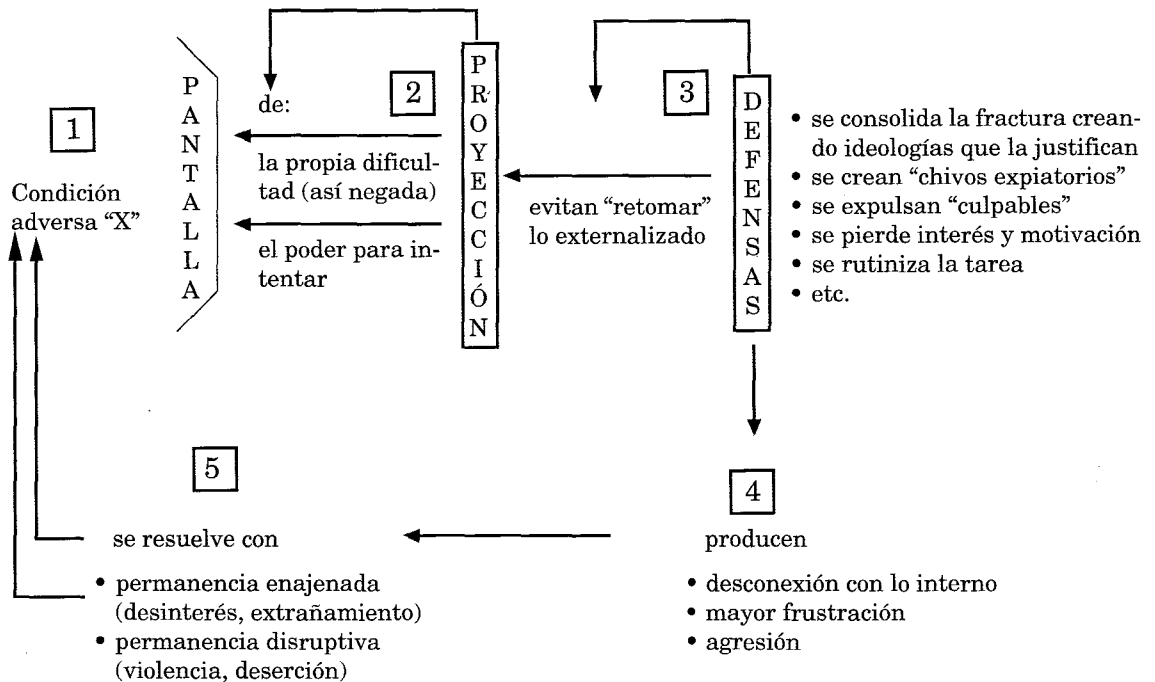 1
Condición
adversa “X”
PANTALLA
2
de:
la propia dificul-
tad (así negada)
el poder para in-
tentar
PROYECCIÓN
3
evitan “retomar”
lo externalizado
DEFENSAS
• se consolida la fractura crean-
do ideologías que la justifican
• se crean “chivos expiatorios”
• se expulsan “culpables”
• se pierde interés y motivación
• se rutiniza la tarea
• etc.
4
producen
• desconexión con lo interno
• mayor frustración
• agresión
5
se resuelve con
• permanencia enajenada
(desinterés, extrañamiento)
• permanencia disruptiva
(violencia, deserción)